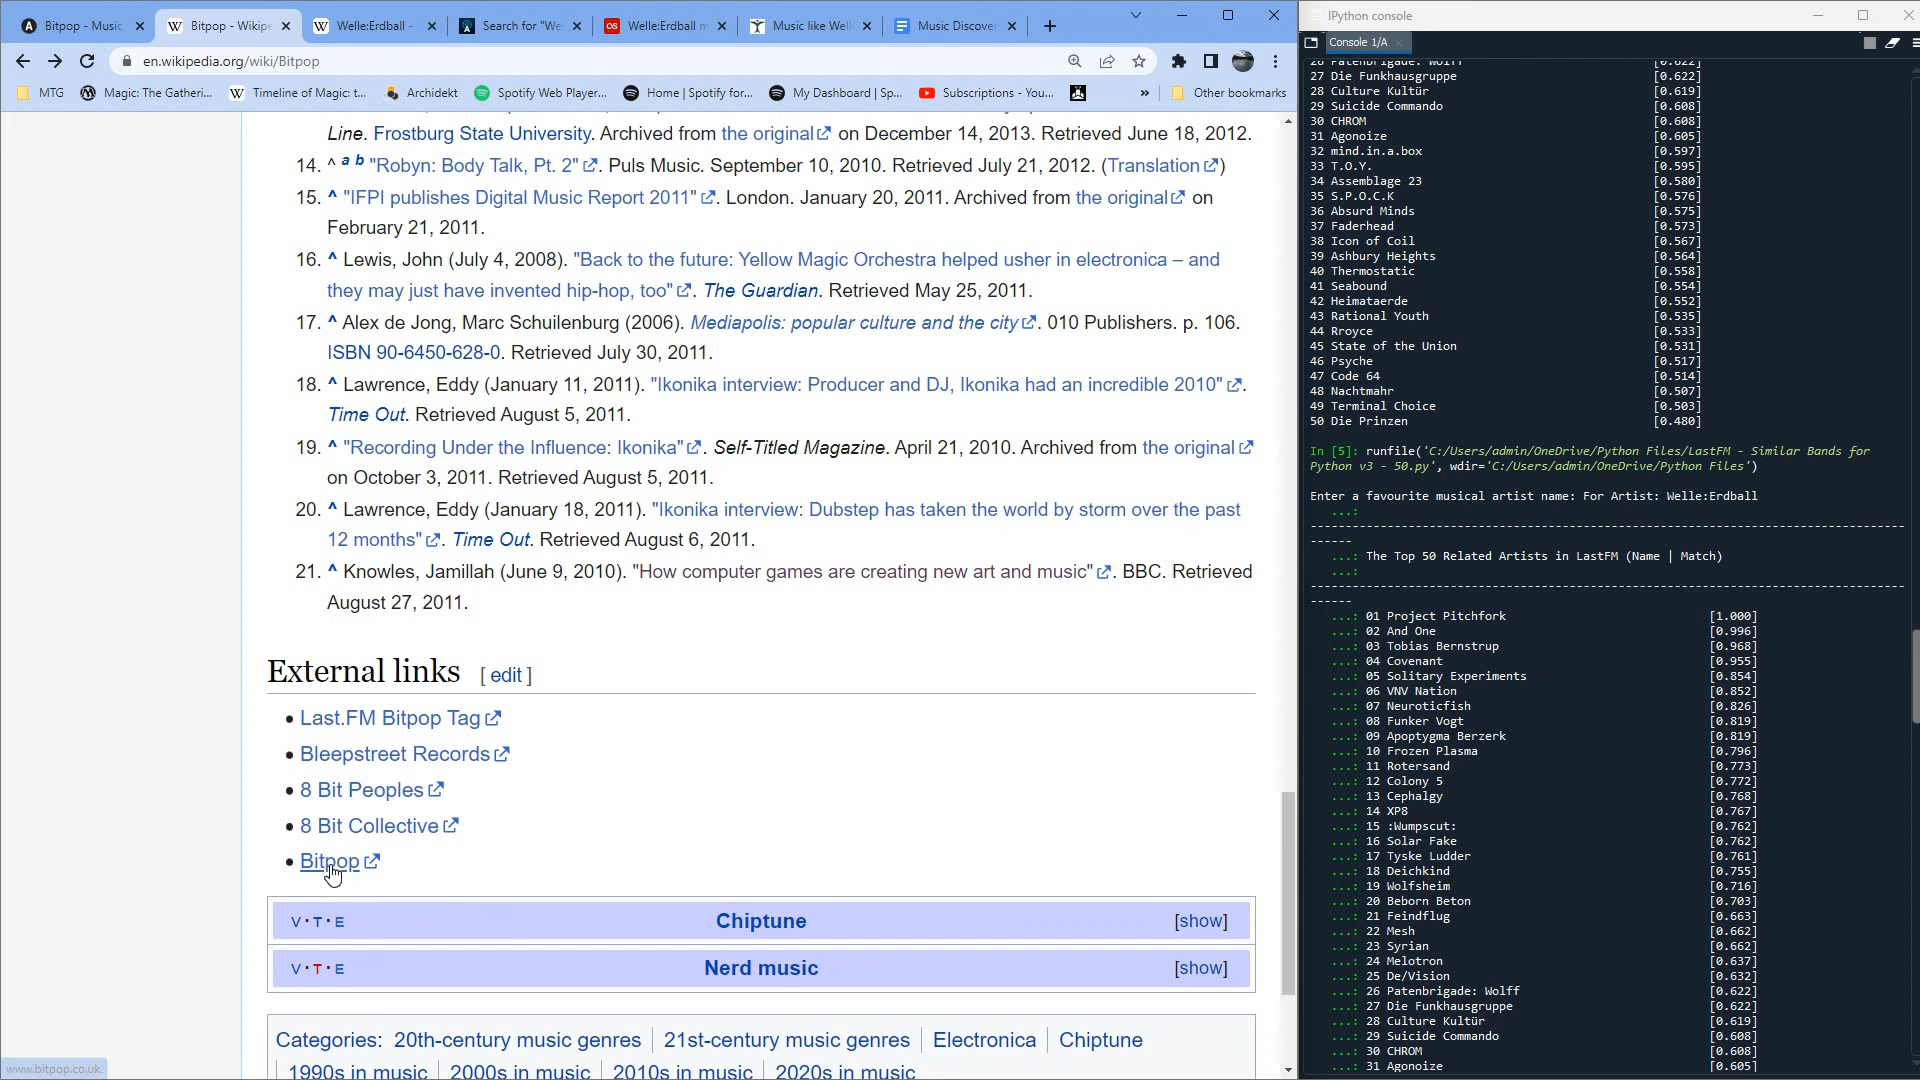 Bitpop - Music
Bitpop - Wikipe
Welle:Erdball -
Search for "We
Welle:Erdball m
Music like Well
Music Discover
en.wikipedia.org/wiki/Bitpop
MTG
Magic: The Gatheri...
Timeline of Magic: t...
Archidekt
Spotify Web Player...
Home | Spotify for...
My Dashboard | Sp...
Subscriptions - You...
»
Other bookmarks
Line. Frostburg State University. Archived from the original on December 14, 2013. Retrieved June 18, 2012.
14. ^ a b "Robyn: Body Talk, Pt. 2". Puls Music. September 10, 2010. Retrieved July 21, 2012. (Translation)
15. ^ "IFPI publishes Digital Music Report 2011". London. January 20, 2011. Archived from the original on
February 21, 2011.
16. ^ Lewis, John (July 4, 2008). "Back to the future: Yellow Magic Orchestra helped usher in electronica – and
they may just have invented hip-hop, too". The Guardian. Retrieved May 25, 2011.
17. ^ Alex de Jong, Marc Schuilenburg (2006). Mediapolis: popular culture and the city. 010 Publishers. p. 106.
ISBN 90-6450-628-0. Retrieved July 30, 2011.
18. ^ Lawrence, Eddy (January 11, 2011). "Ikonika interview: Producer and DJ, Ikonika had an incredible 2010".
Time Out. Retrieved August 5, 2011.
19. ^ "Recording Under the Influence: Ikonika". Self-Titled Magazine. April 21, 2010. Archived from the original
on October 3, 2011. Retrieved August 5, 2011.
20. ^ Lawrence, Eddy (January 18, 2011). "Ikonika interview: Dubstep has taken the world by storm over the past
12 months". Time Out. Retrieved August 6, 2011.
21. ^ Knowles, Jamillah (June 9, 2010). "How computer games are creating new art and music". BBC. Retrieved
August 27, 2011.
External links [ edit ]
• Last.FM Bitpop Tag
• Bleepstreet Records
• 8 Bit Peoples
• 8 Bit Collective
• Bitpop
V · T · E Chiptune [show]
V · T · E Nerd music [show]
Categories: 20th-century music genres | 21st-century music genres | Electronica | Chiptune
1990s in music | 2000s in music | 2010s in music | 2020s in music
www.bitpop.co.uk
IPython console
Console 1/A
26 Patenbrigade: Wolff [0.622]
27 Die Funkhausgruppe [0.622]
28 Culture Kultür [0.619]
29 Suicide Commando [0.608]
30 CHROM [0.608]
31 Agonoize [0.605]
32 mind.in.a.box [0.597]
33 T.O.Y. [0.595]
34 Assemblage 23 [0.580]
35 S.P.O.C.K [0.576]
36 Absurd Minds [0.575]
37 Faderhead [0.573]
38 Icon of Coil [0.567]
39 Ashbury Heights [0.564]
40 Thermostatic [0.558]
41 Seabound [0.554]
42 Heimataerde [0.552]
43 Rational Youth [0.535]
44 Rroyce [0.533]
45 State of the Union [0.531]
46 Psyche [0.517]
47 Code 64 [0.514]
48 Nachtmahr [0.507]
49 Terminal Choice [0.503]
50 Die Prinzen [0.480]
In [5]: runfile('C:/Users/admin/OneDrive/Python Files/LastFM - Similar Bands for
Python v3 - 50.py', wdir='C:/Users/admin/OneDrive/Python Files')
Enter a favourite musical artist name: For Artist: Welle:Erdball
...:
------
...: The Top 50 Related Artists in LastFM (Name | Match)
...:
------
...: 01 Project Pitchfork [1.000]
...: 02 And One [0.996]
...: 03 Tobias Bernstrup [0.968]
...: 04 Covenant [0.955]
...: 05 Solitary Experiments [0.854]
...: 06 VNV Nation [0.852]
...: 07 Neuroticfish [0.826]
...: 08 Funker Vogt [0.819]
...: 09 Apoptygma Berzerk [0.819]
...: 10 Frozen Plasma [0.796]
...: 11 Rotersand [0.773]
...: 12 Colony 5 [0.772]
...: 13 Cephalgy [0.768]
...: 14 XP8 [0.767]
...: 15 :Wumpscut: [0.762]
...: 16 Solar Fake [0.762]
...: 17 Tyske Ludder [0.761]
...: 18 Deichkind [0.755]
...: 19 Wolfsheim [0.716]
...: 20 Beborn Beton [0.703]
...: 21 Feindflug [0.663]
...: 22 Mesh [0.662]
...: 23 Syrian [0.662]
...: 24 Melotron [0.637]
...: 25 De/Vision [0.632]
...: 26 Patenbrigade: Wolff [0.622]
...: 27 Die Funkhausgruppe [0.622]
...: 28 Culture Kultür [0.619]
...: 29 Suicide Commando [0.608]
...: 30 CHROM [0.608]
...: 31 Agonoize [0.605]